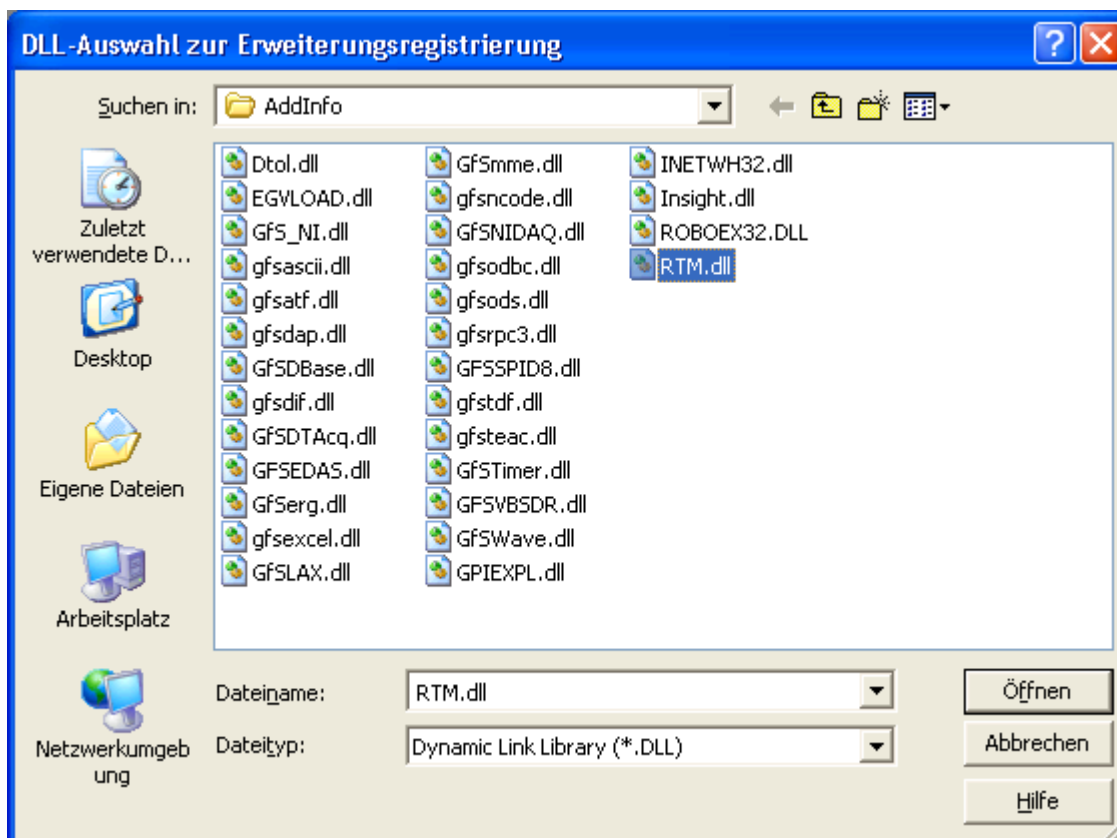 DLL-Auswahl zur Erweiterungsregistrierung
Suchen in: AddInfo
Zuletzt
verwendete D...
Desktop
Eigene Dateien
Arbeitsplatz
Netzwerkumgeb
ung
Dtol.dll
EGVLOAD.dll
GfS_NI.dll
gfsascii.dll
gfsatf.dll
gfsdap.dll
GfSDBase.dll
gfsdif.dll
GfSDTAcq.dll
GFSEDAS.dll
GfSerg.dll
gfsexcel.dll
GfSLAX.dll
GfSmme.dll
gfsncode.dll
GfSNIDAQ.dll
gfsodbc.dll
gfsods.dll
gfsrpc3.dll
GFSSPID8.dll
gfstdf.dll
gfsteac.dll
GfSTimer.dll
GFSVBSDR.dll
GfSWave.dll
GPIEXPL.dll
INETWH32.dll
Insight.dll
ROBOEX32.DLL
RTM.dll
Dateiname: RTM.dll Öffnen
Dateityp: Dynamic Link Library (*.DLL) Abbrechen
Hilfe